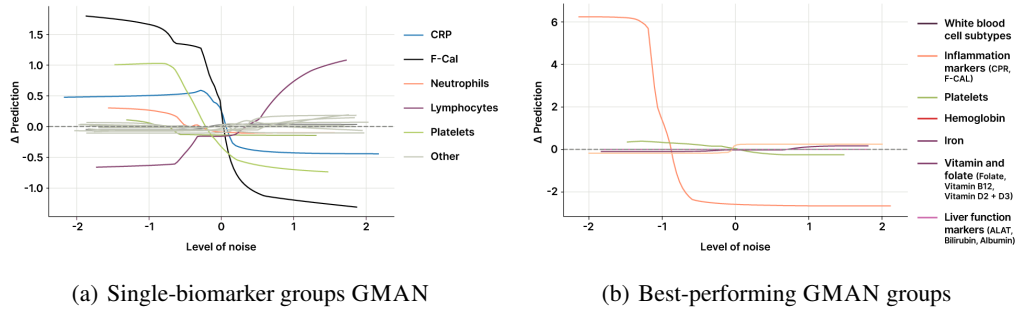 Δ Prediction
1.5
1.0
0.5
0.0
−0.5
−1.0
-2
-1
0
1
2
Level of noise
CRP
F-Cal
Neutrophils
Lymphocytes
Platelets
Other
(a) Single-biomarker groups GMAN
Δ Prediction
6
4
2
0
−2
-2
-1
0
1
2
Level of noise
White blood
cell subtypes
Inflammation
markers (CPR,
F-CAL)
Platelets
Hemoglobin
Iron
Vitamin and
folate (Folate,
Vitamin B12,
Vitamin D2 + D3)
Liver function
markers (ALAT,
Bilirubin, Albumin)
(b) Best-performing GMAN groups